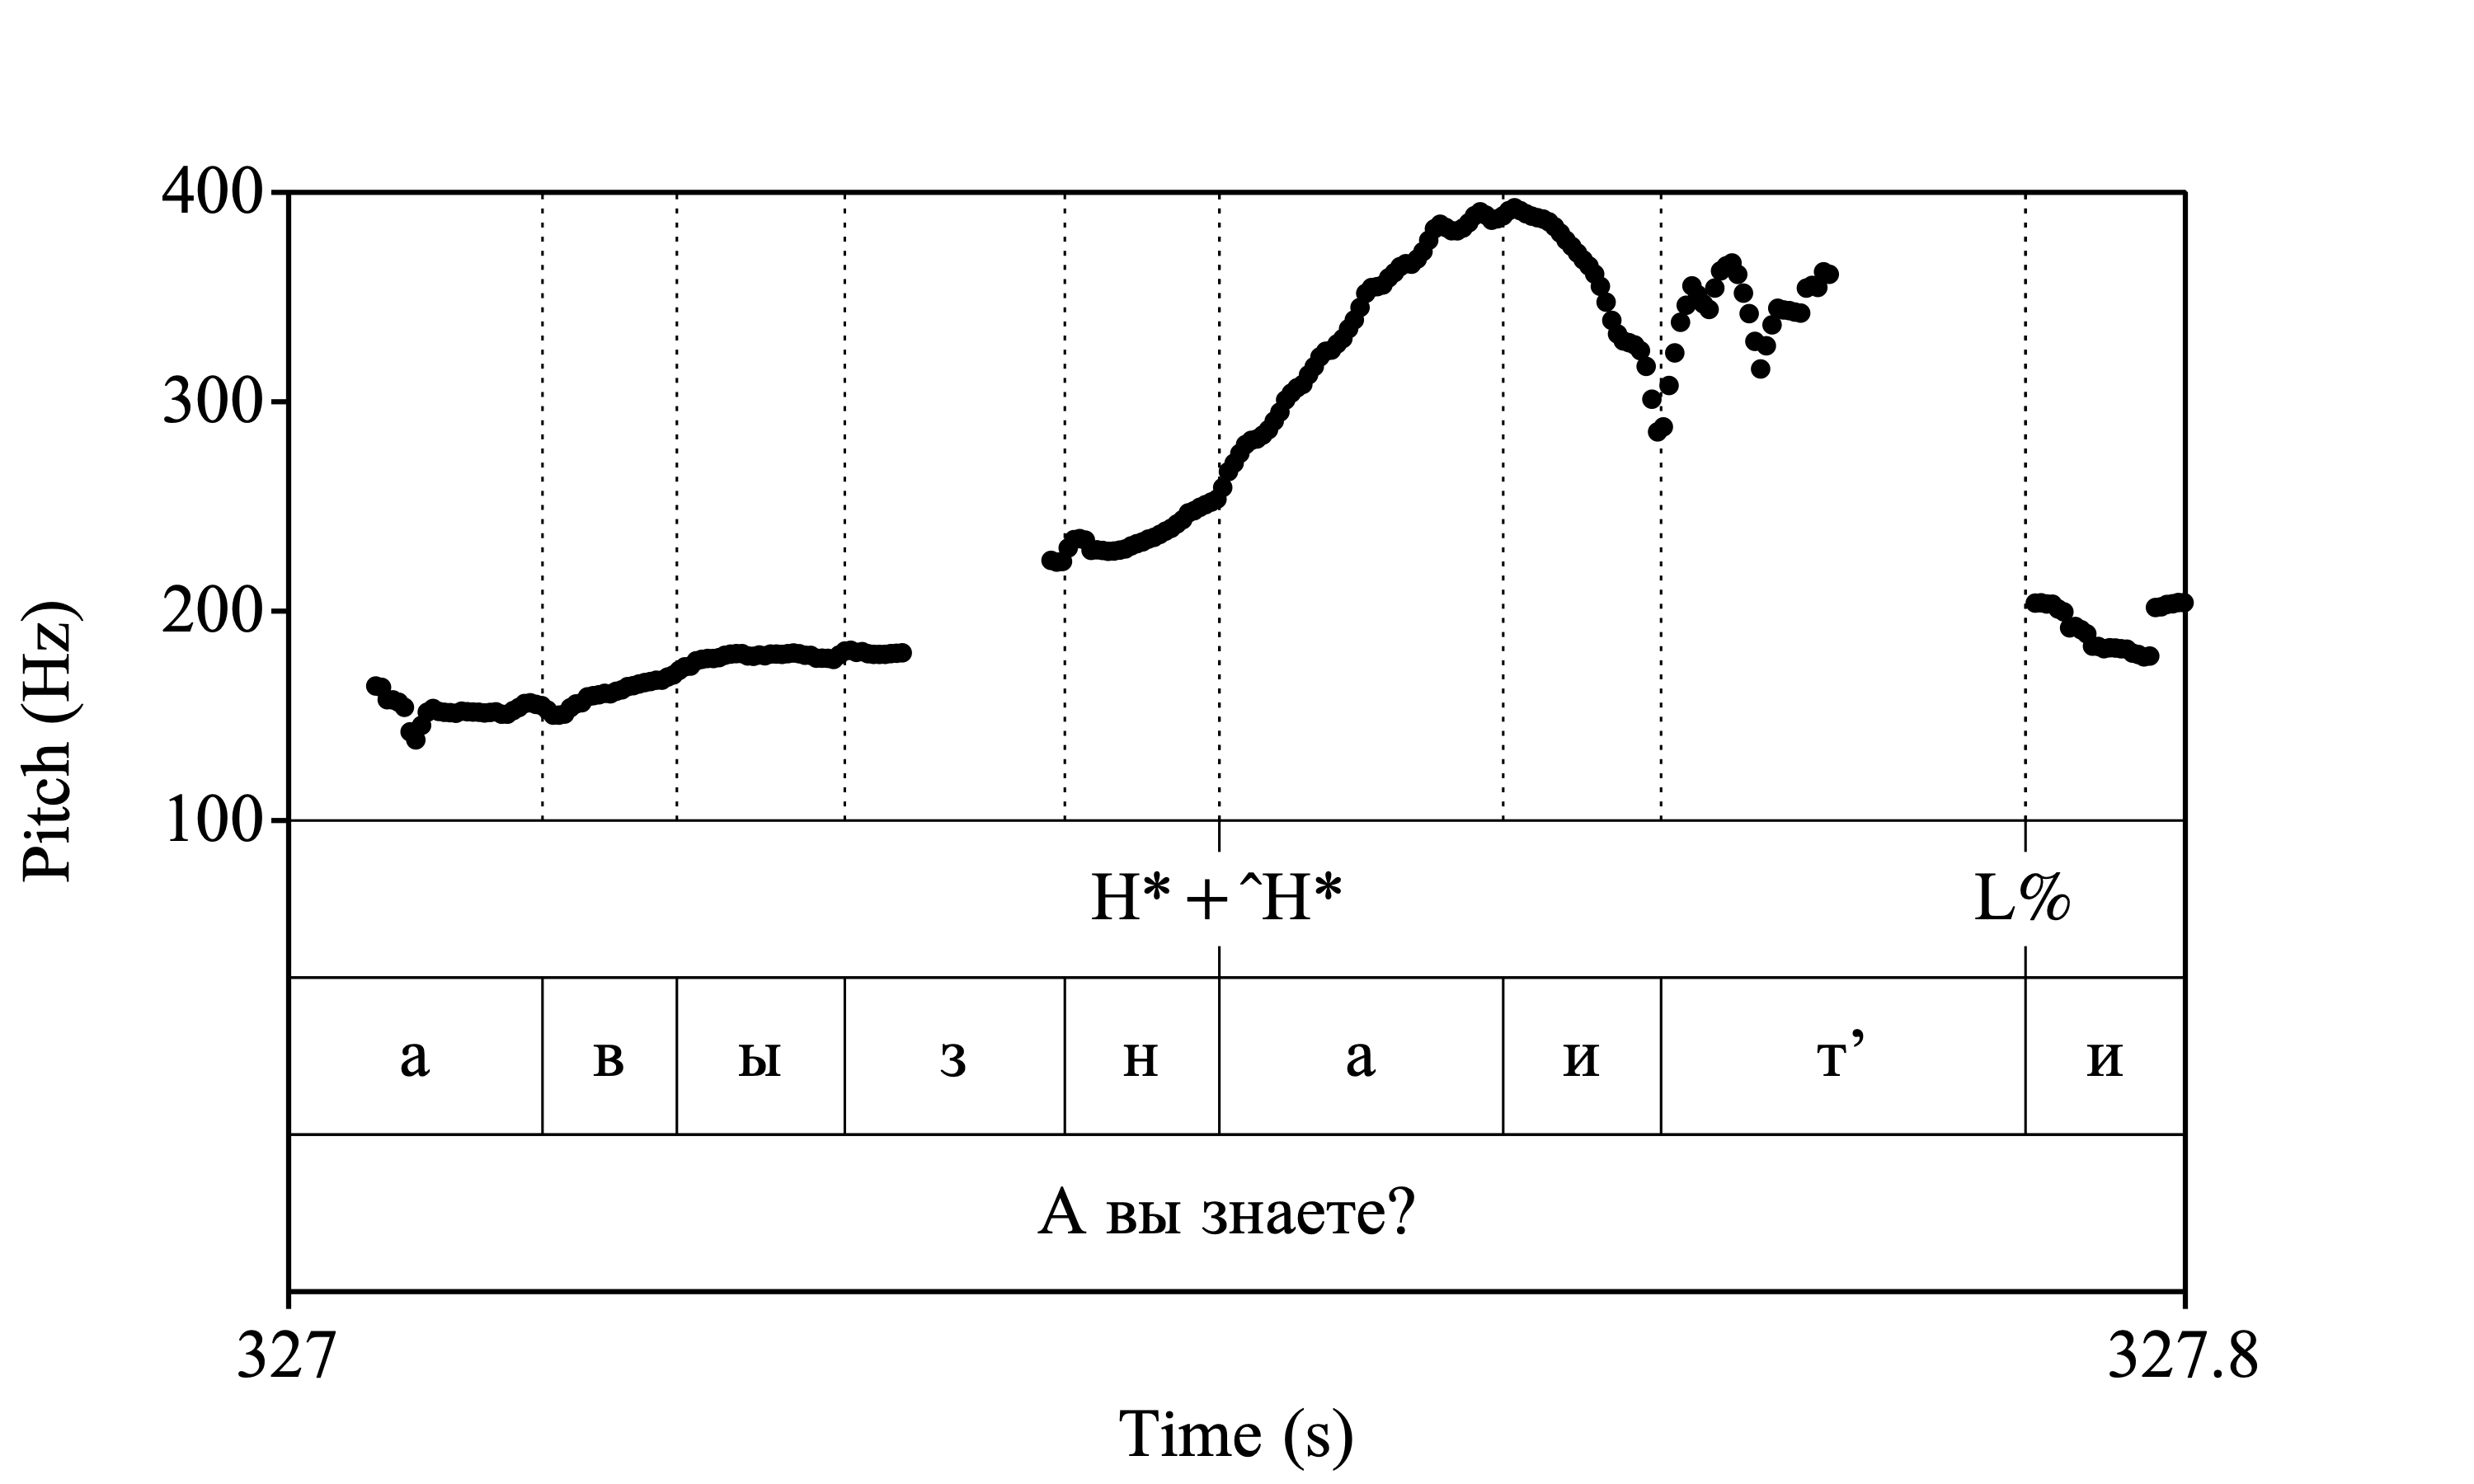 400
300
200
100
Pitch (Hz)
H*+^H* L%
а в ы з н а и т’ и
А вы знаете?
327 327.8
Time (s)